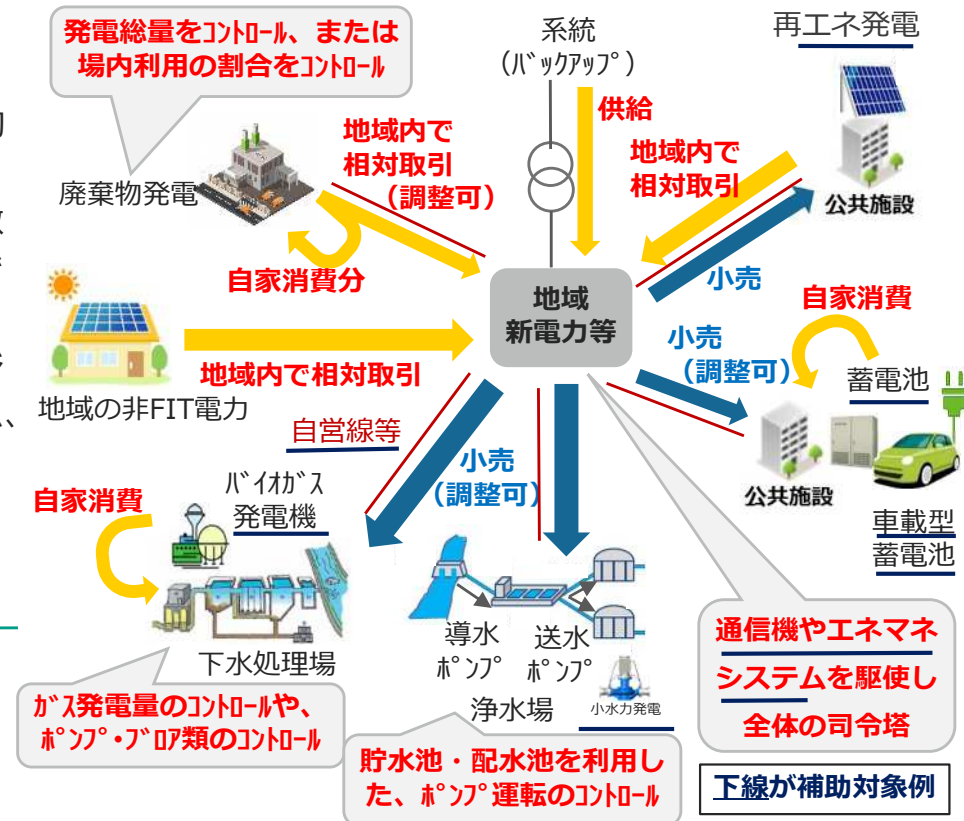 発電総量をｺﾝﾄﾛｰﾙ、または
場内利用の割合をｺﾝﾄﾛｰﾙ
系統
（ﾊﾞｯｸｱｯﾌﾟ）
再エネ発電
供給
地域内で
相対取引
（調整可）
地域内で
相対取引
廃棄物発電
公共施設
自家消費分
小売
地域
新電力等
自家消費
小売
（調整可）
蓄電池
地域内で相対取引
地域の非FIT電力
自営線等
小売
（調整可）
ﾊﾞｲｵｶﾞｽ
発電機
自家消費
公共施設
車載型
蓄電池
導水
ﾎﾟﾝﾌﾟ
送水
ﾎﾟﾝﾌﾟ
下水処理場
浄水場
小水力発電
通信機やエネマネ
システムを駆使し
全体の司令塔
ｶﾞｽ発電量のｺﾝﾄﾛｰﾙや、
ﾎﾟﾝﾌﾟ・ﾌﾞﾛｱ類のｺﾝﾄﾛｰﾙ
貯水池・配水池を利用し
た、ﾎﾟﾝﾌﾟ運転のｺﾝﾄﾛｰﾙ
下線が補助対象例